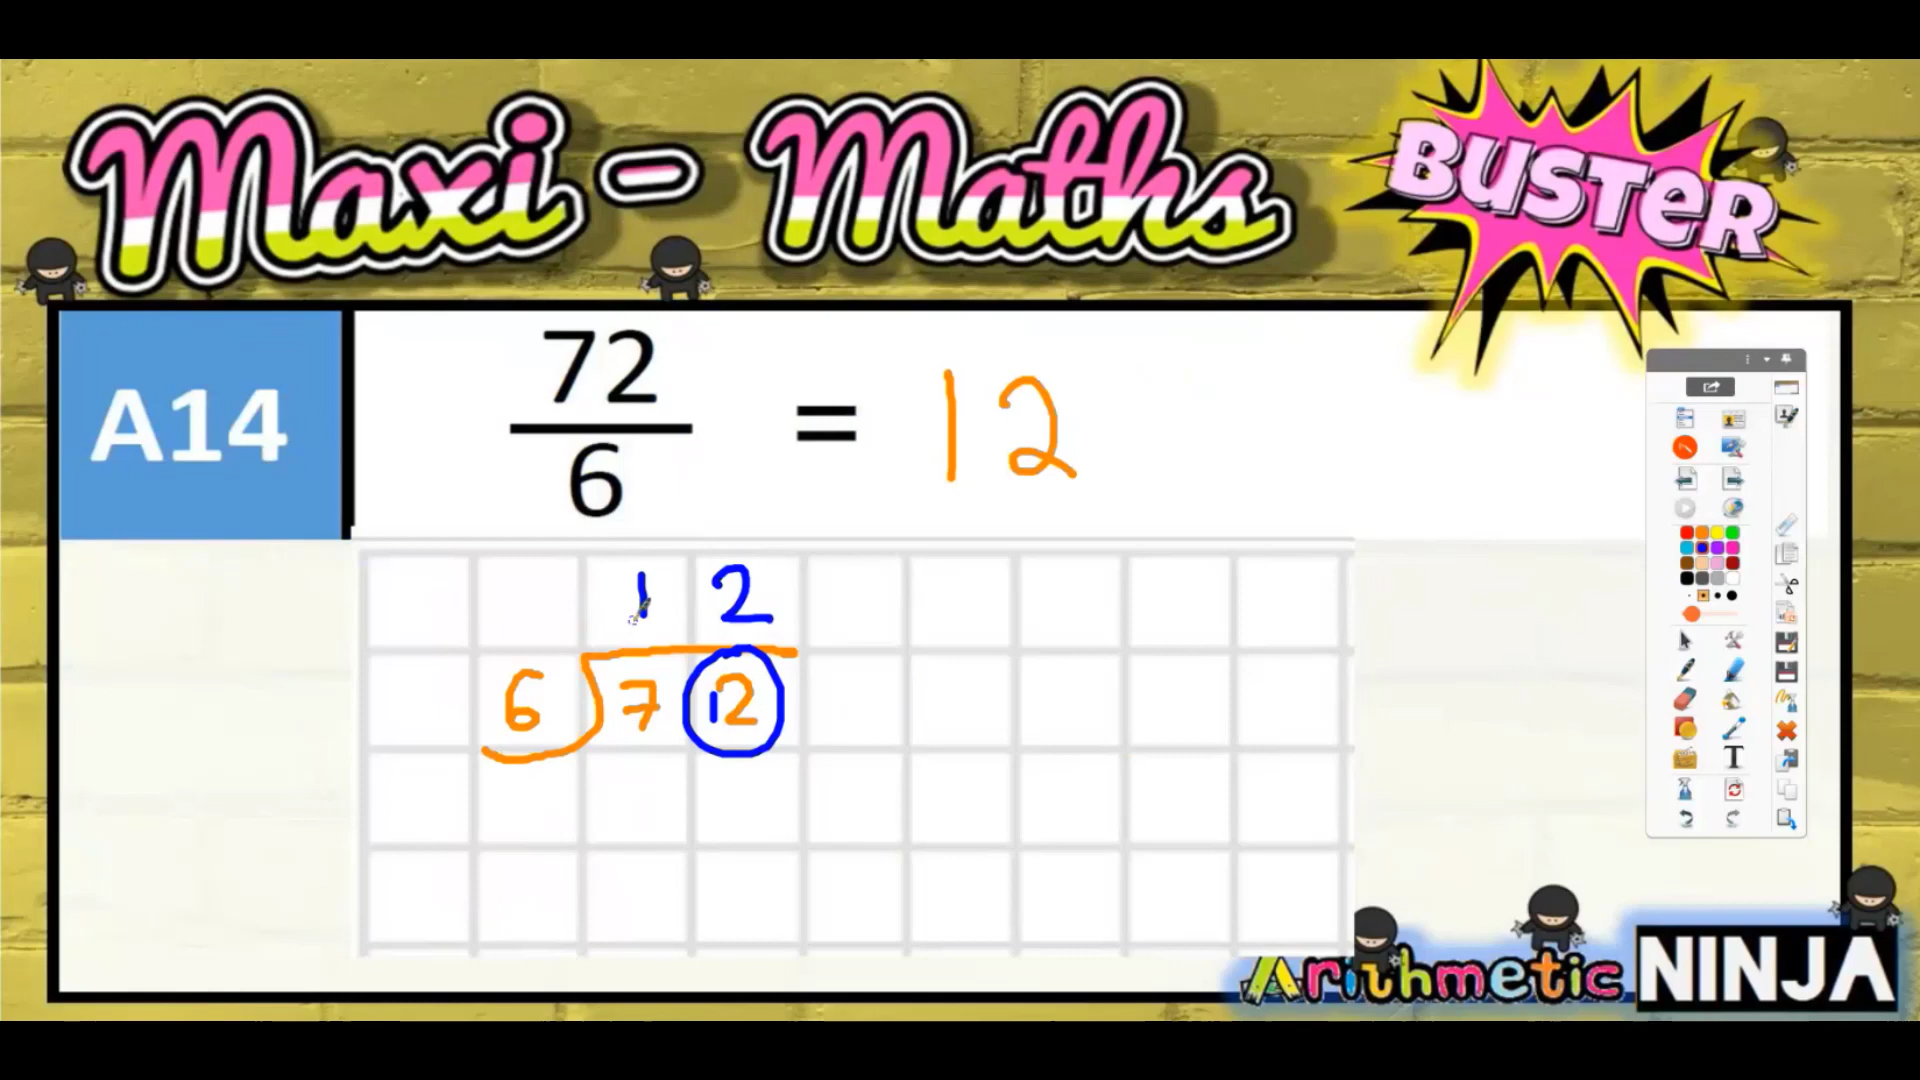 Maxi - Maths
BUSTER
A14
72
6
= 12
1 2
6 7 12
T
Arithmetic NINJA